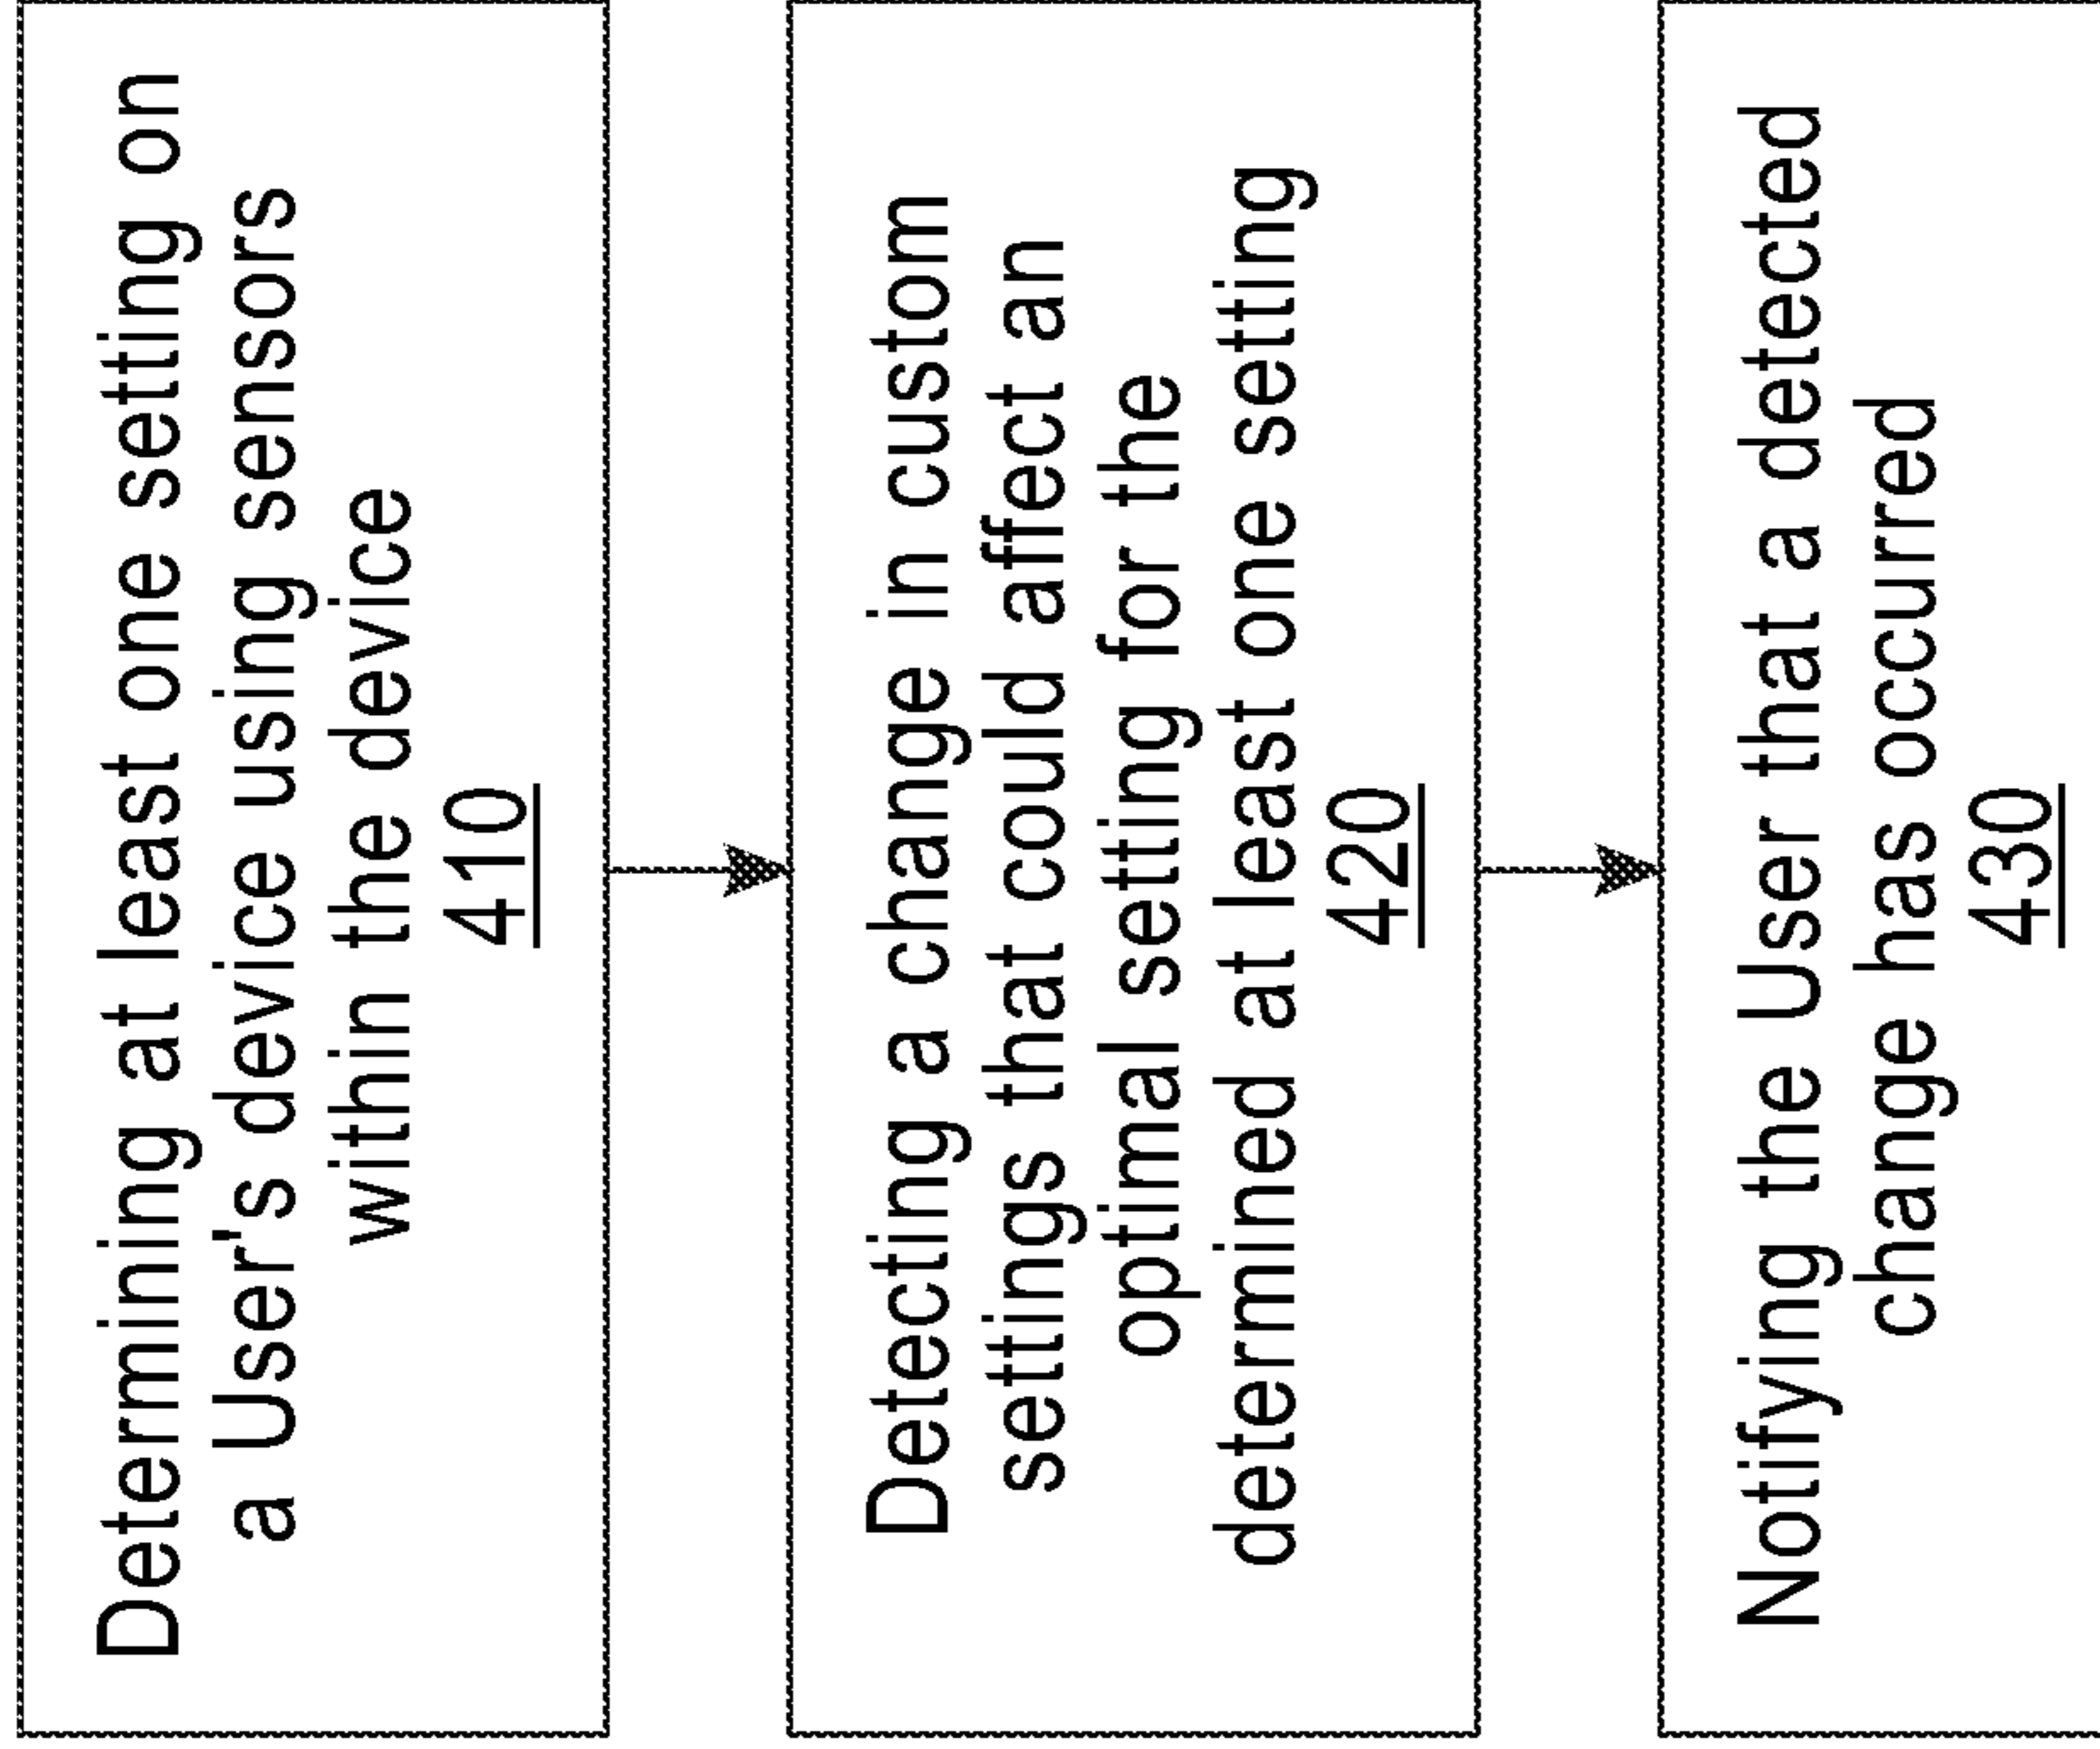 Determining at least one setting on
a User's device using sensors
within the device
410
Detecting a change in custom
settings that could affect an
optimal setting for the
determined at least one setting
420
Notifying the User that a detected
change has occurred
430